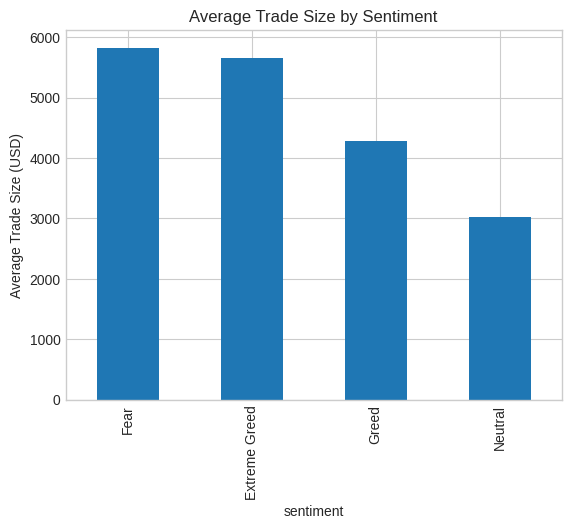 Average Trade Size by Sentiment
6000
5000
4000
3000
2000
1000
0
Average Trade Size (USD)
Fear
Extreme Greed
Greed
Neutral
sentiment